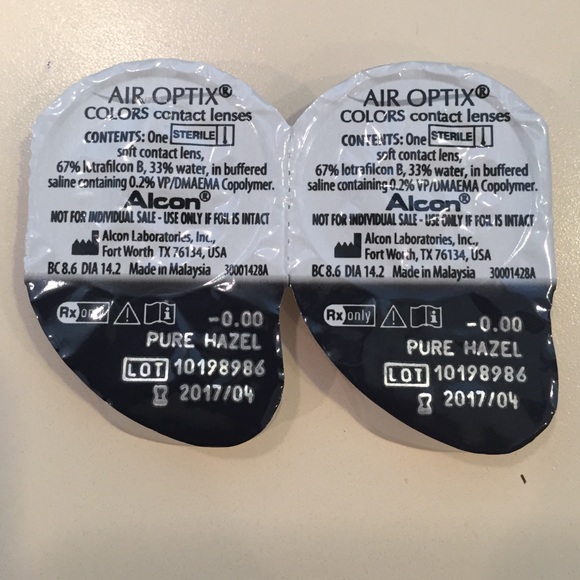 AIR OPTIX®
COLORS contact lenses
CONTENTS: One STERILE
soft contact lens,
67% lotrafilcon B, 33% water, in buffered
saline containing 0.2% VP/DMAEMA Copolymer.
Alcon®
NOT FOR INDIVIDUAL SALE - USE ONLY IF FOIL IS INTACT
Alcon Laboratories, Inc.,
Fort Worth TX 76134, USA
BC 8.6 DIA 14.2 Made in Malaysia 30001428A
Rx only i -0.00
PURE HAZEL
LOT 10198986
2017/04
AIR OPTIX®
COLORS contact lenses
CONTENTS: One STERILE
soft contact lens,
67% lotrafilcon B, 33% water, in buffered
saline containing 0.2% VP/DMAEMA Copolymer.
Alcon®
NOT FOR INDIVIDUAL SALE - USE ONLY IF FOIL IS INTACT
Alcon Laboratories, Inc.,
Fort Worth, TX 76134, USA
BC 8.6 DIA 14.2 Made in Malaysia 30001428A
Rx only i -0.00
PURE HAZEL
LOT 10198986
2017/04